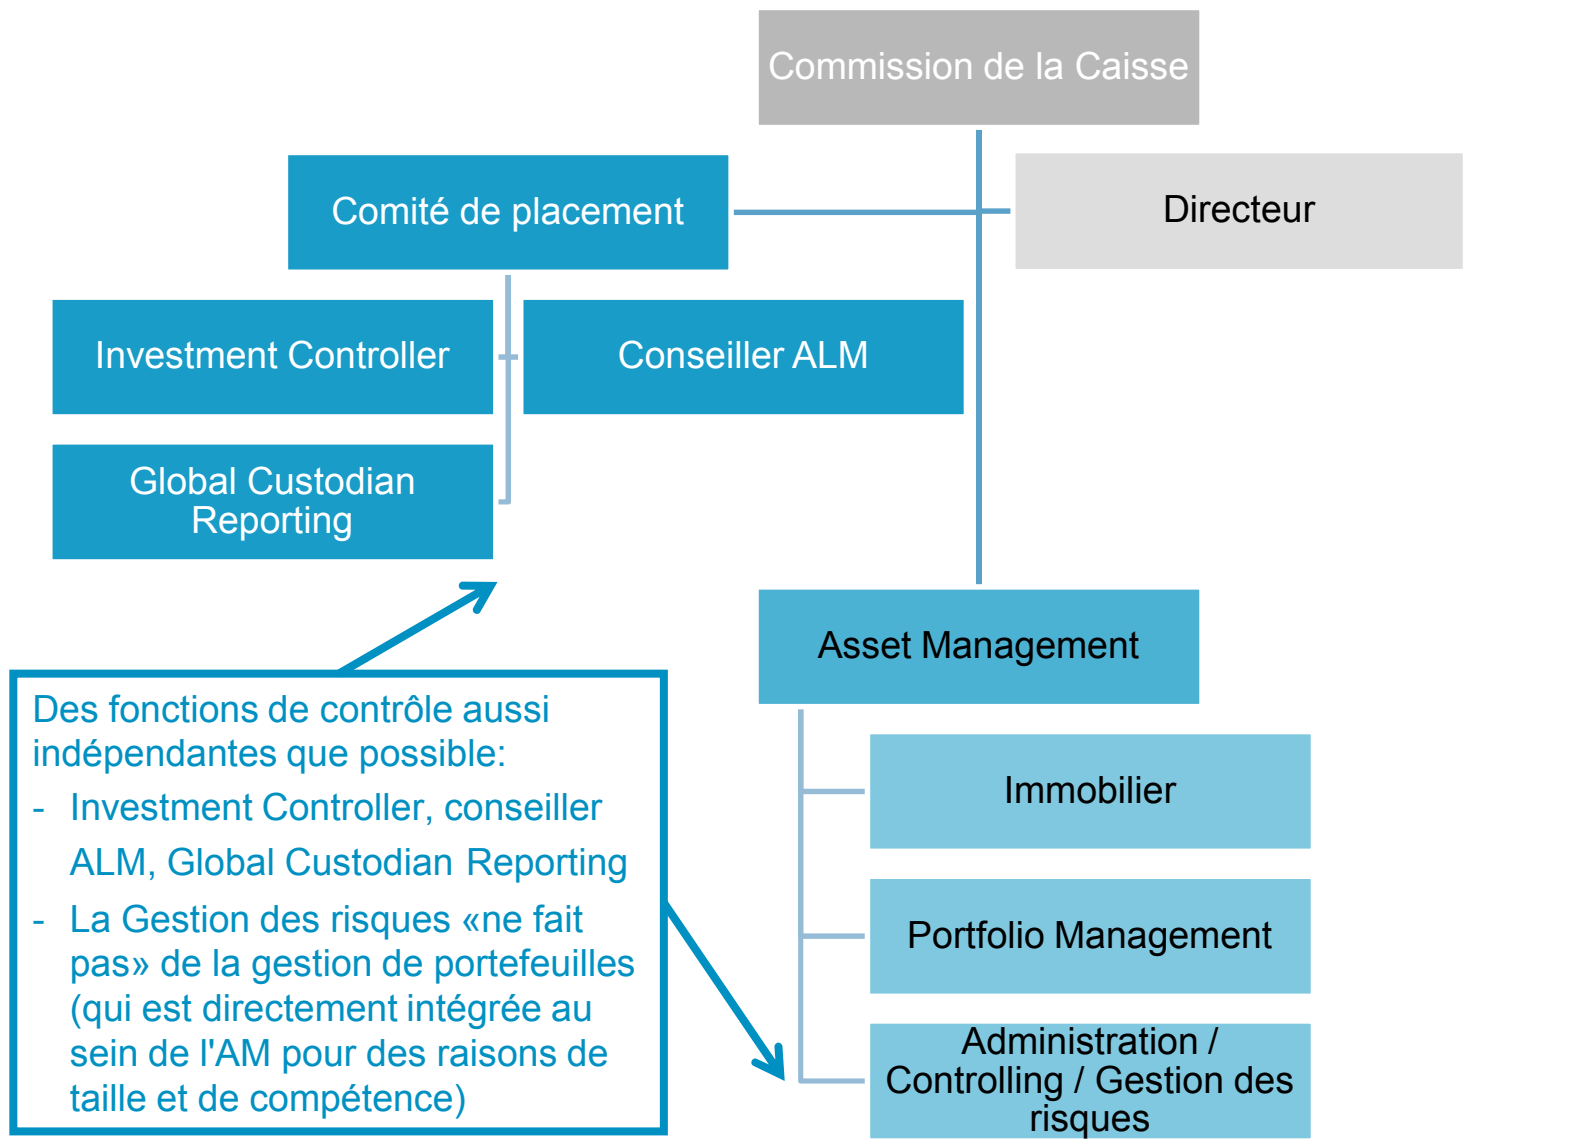 Commission de la Caisse
Comité de placement
Directeur
Investment Controller
Conseiller ALM
Global Custodian
Reporting
Asset Management
Immobilier
Portfolio Management
Administration /
Controlling / Gestion des
risques
Des fonctions de contrôle aussi
indépendantes que possible:
- Investment Controller, conseiller
ALM, Global Custodian Reporting
- La Gestion des risques «ne fait
pas» de la gestion de portefeuilles
(qui est directement intégrée au
sein de l'AM pour des raisons de
taille et de compétence)